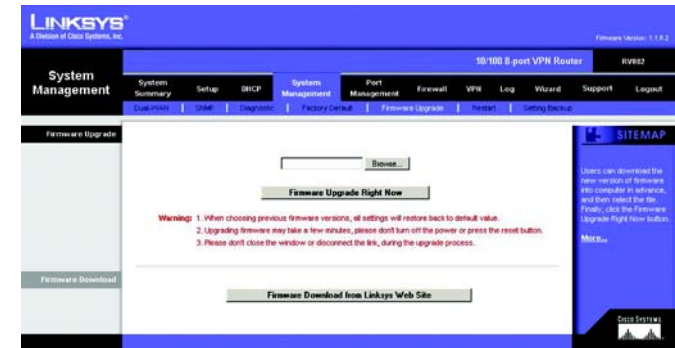 LINKSYS®
A Division of Cisco Systems, Inc.
Firmware Version: 1.1.6.2
10/100 8-port VPN Router
RV082
System Management
System Summary
Setup
DHCP
System Management
Port Management
Firewall
VPN
Log
Wizard
Support
Logout
Dual-WAN | SNMP | Diagnostic | Factory Default | Firmware Upgrade | Restart | Setting Backup
Firmware Upgrade
Browse...
Firmware Upgrade Right Now
Warning: 1. When choosing previous firmware versions, all settings will restore back to default value.
2. Upgrading firmware may take a few minutes, please don't turn off the power or press the reset button.
3. Please don't close the window or disconnect the link, during the upgrade process.
SITEMAP
Users can download the
new version of firmware
into computer in advance,
and then select the file.
Finally, click the Firmware
Upgrade Right Now button.
More...
Firmware Download
Firmware Download from Linksys Web Site
CISCO SYSTEMS